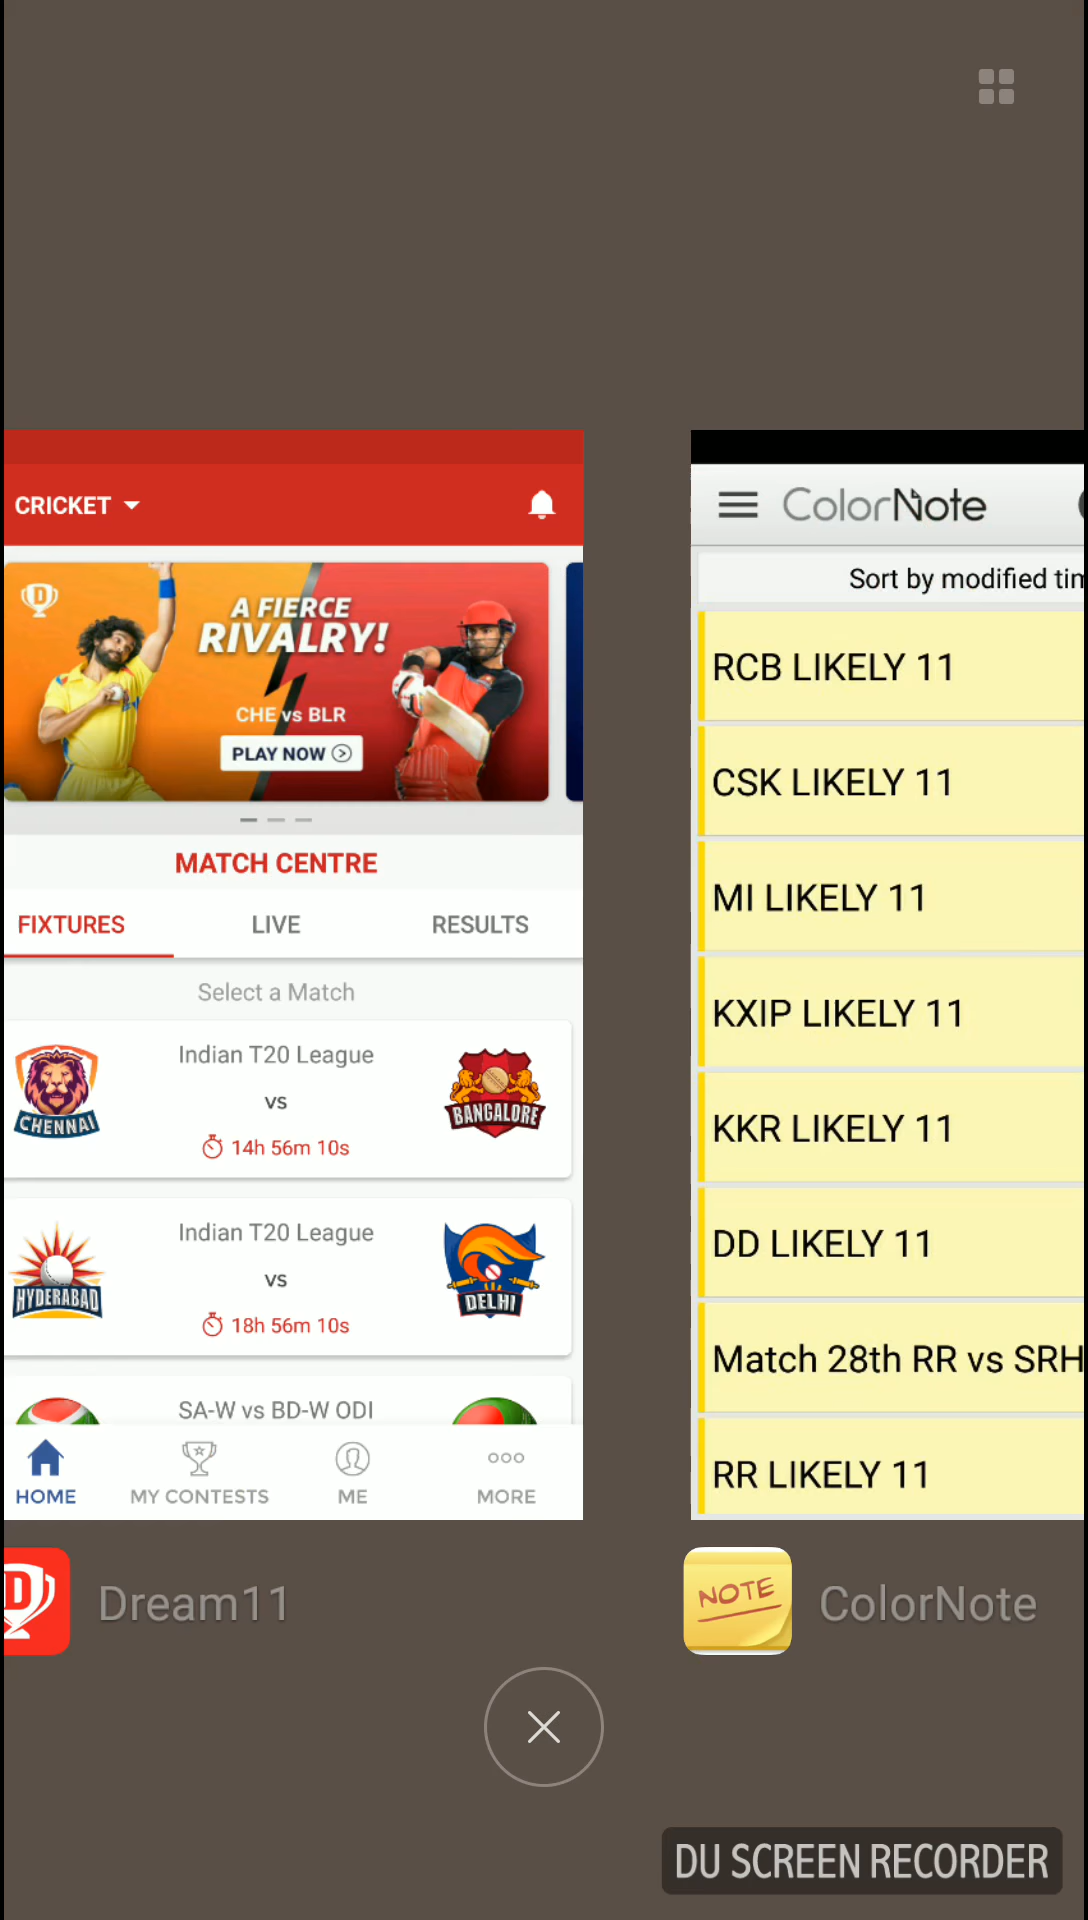 CRICKET
A FIERCE
RIVALRY!
CHE vs BLR
PLAY NOW
MATCH CENTRE
FIXTURES
LIVE
RESULTS
Select a Match
Indian T20 League
CHENNAI
vs
BANGALORE
14h 56m 10s
Indian T20 League
HYDERABAD
vs
DELHI
18h 56m 10s
SA-W vs BD-W ODI
HOME
MY CONTESTS
ME
MORE
D
Dream11
ColorNote
Sort by modified tim
RCB LIKELY 11
CSK LIKELY 11
MI LIKELY 11
KXIP LIKELY 11
KKR LIKELY 11
DD LIKELY 11
Match 28th RR vs SRH
RR LIKELY 11
NOTE
ColorNote
DU SCREEN RECORDER